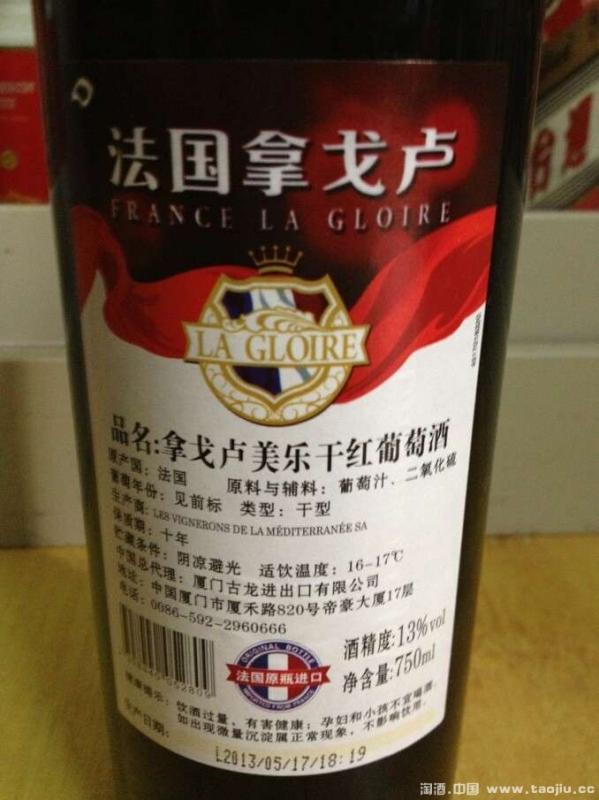 法国拿戈卢
FRANCE LA GLOIRE
LA GLOIRE
品名:拿戈卢美乐干红葡萄酒
原产国: 法国 原料与辅料: 葡萄汁、二氧化硫
葡萄年份: 见前标 类型: 干型
生产商: LES VIGNERONS DE LA MÉDITERRANÉE SA
保质期: 十年
贮藏条件: 阴凉避光 适饮温度: 16-17℃
中国总代理: 厦门古龙进出口有限公司
地址: 中国厦门市厦禾路820号帝豪大厦17层
电话: 0086-592-2960666
酒精度:13%vol
净含量:750ml
ORIGINAL BOTTLE
法国原瓶进口
IMPORTED FROM FRANCE
健康提示: 饮酒过量, 有害健康; 孕妇和小孩不宜喝酒
如出现微量沉淀属正常现象, 不影响饮用.
生产日期:
L2013/05/17/18:19
淘酒.中国 www.taojiu.cc